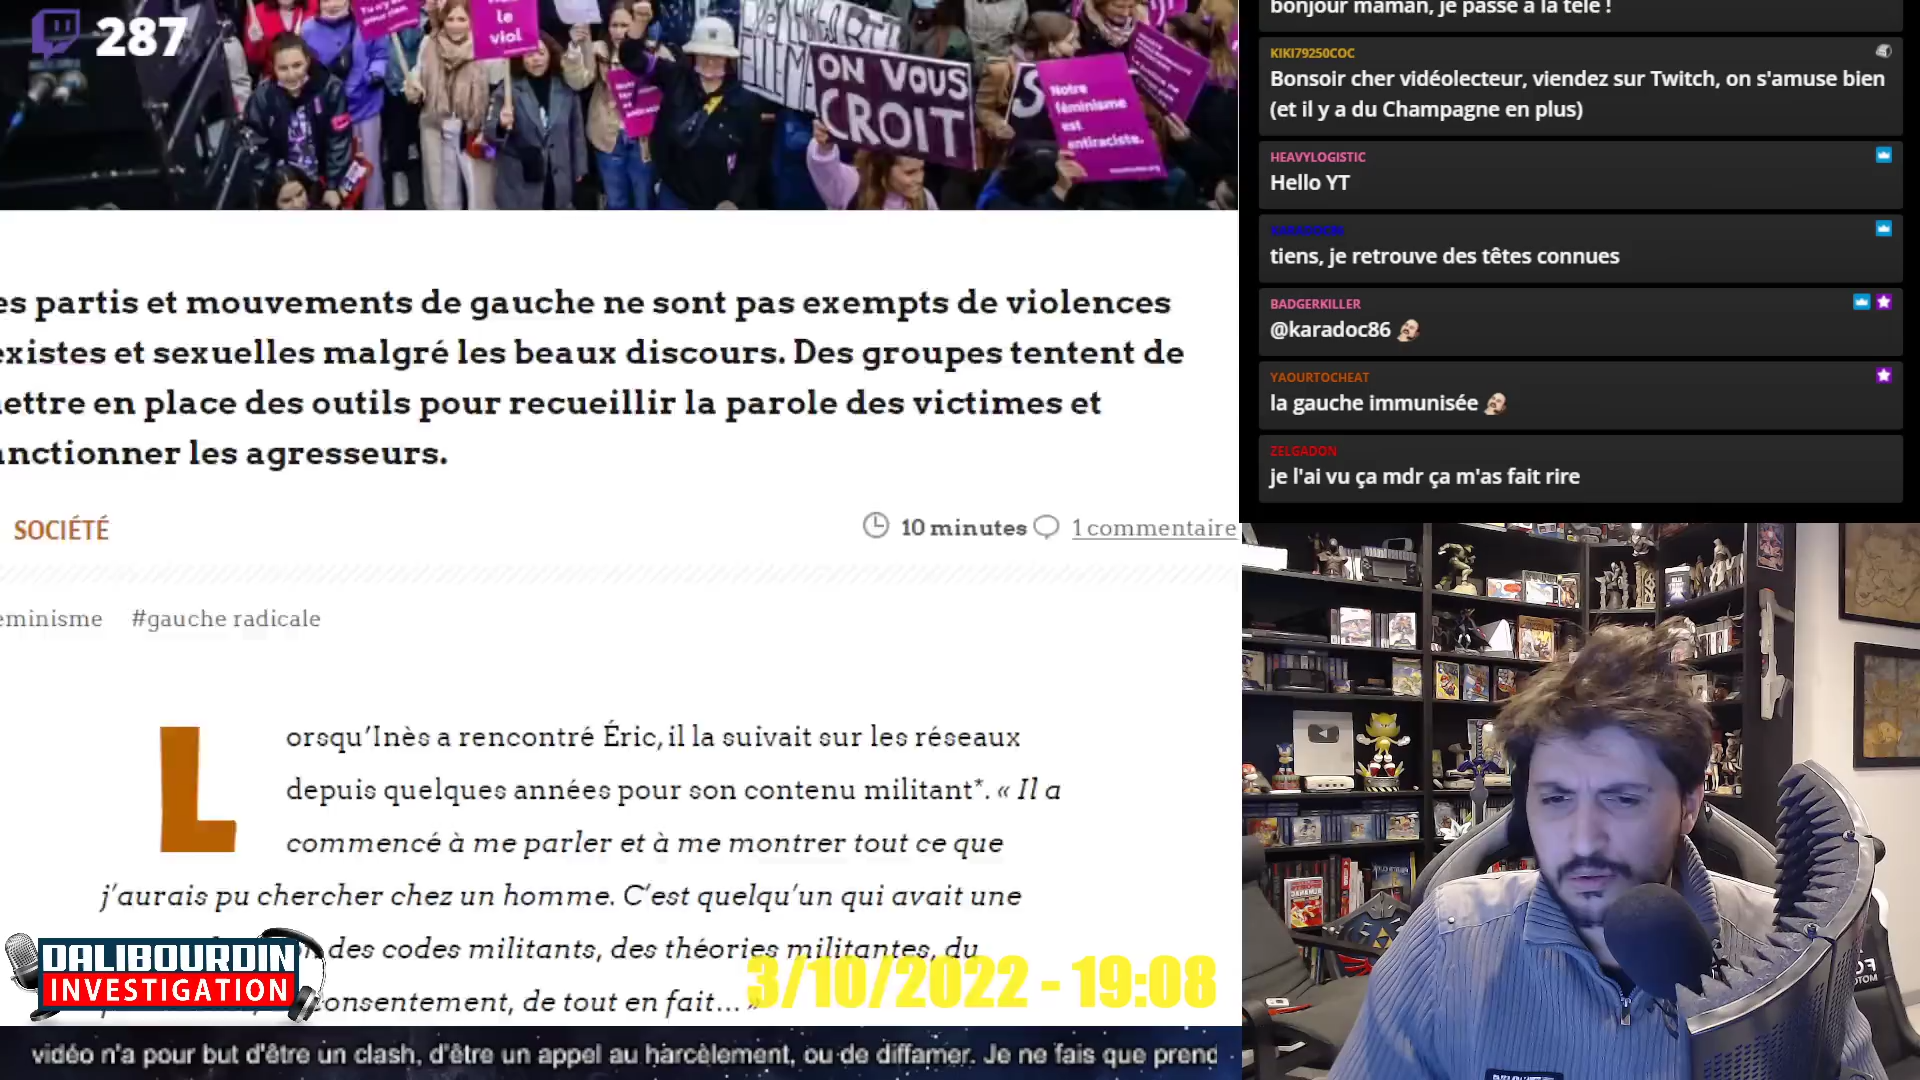 287
le
viol
ON VOUS
CROIT
Notre
féminisme
est
antiraciste.
es partis et mouvements de gauche ne sont pas exempts de violences
existes et sexuelles malgré les beaux discours. Des groupes tentent de
ettre en place des outils pour recueillir la parole des victimes et
nctionner les agresseurs.
SOCIÉTÉ
10 minutes
1 commentaire
eminisme #gauche radicale
Lorsqu’Inès a rencontré Éric, il la suivait sur les réseaux
depuis quelques années pour son contenu militant*. « Il a
commencé à me parler et à me montrer tout ce que
j’aurais pu chercher chez un homme. C’est quelqu’un qui avait une
des codes militants, des théories militantes, du
consentement, de tout en fait... »
DALIBOURDIN
INVESTIGATION
3/10/2022 - 19:08
vidéo n'a pour but d'être un clash, d'être un appel au harcèlement, ou de diffamer. Je ne fais que prend
bonjour maman, je passe à la télé !
KIKI79250COC
Bonsoir cher vidéolecteur, viendez sur Twitch, on s'amuse bien
(et il y a du Champagne en plus)
HEAVYLOGISTIC
Hello YT
KARADOC86
tiens, je retrouve des têtes connues
BADGERKILLER
@karadoc86
YAOURTOCHEAT
la gauche immunisée
ZELGADON
je l'ai vu ça mdr ça m'as fait rire